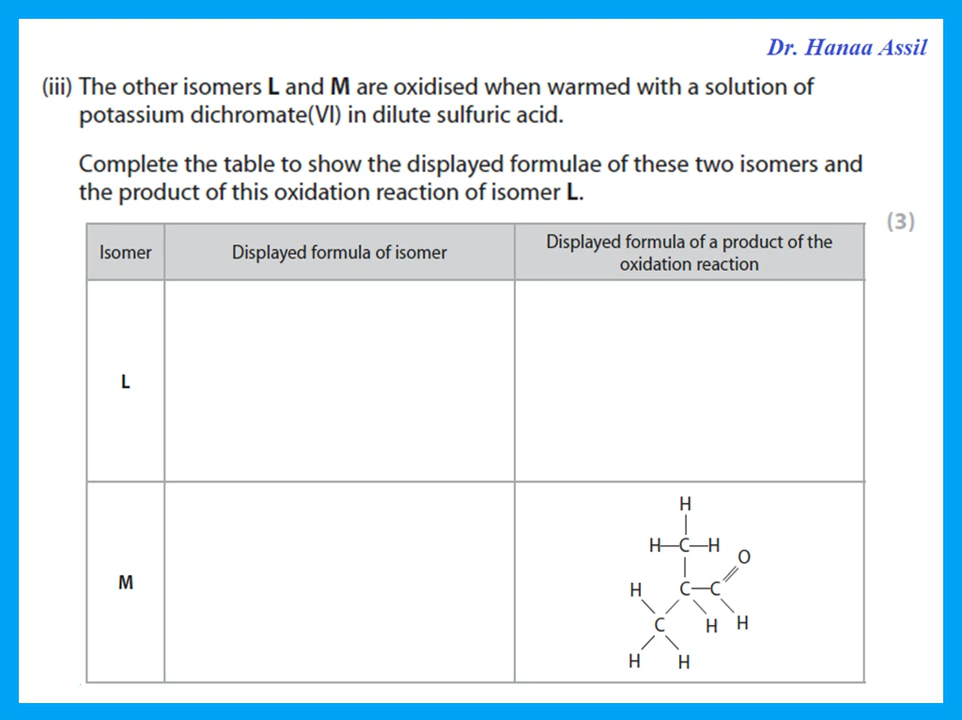 Dr. Hanaa Assil
(iii) The other isomers L and M are oxidised when warmed with a solution of
potassium dichromate(VI) in dilute sulfuric acid.
Complete the table to show the displayed formulae of these two isomers and
the product of this oxidation reaction of isomer L.
(3)
Isomer
Displayed formula of isomer
Displayed formula of a product of the
oxidation reaction
L
M
H
H C H
O
H C C
C H H
H H